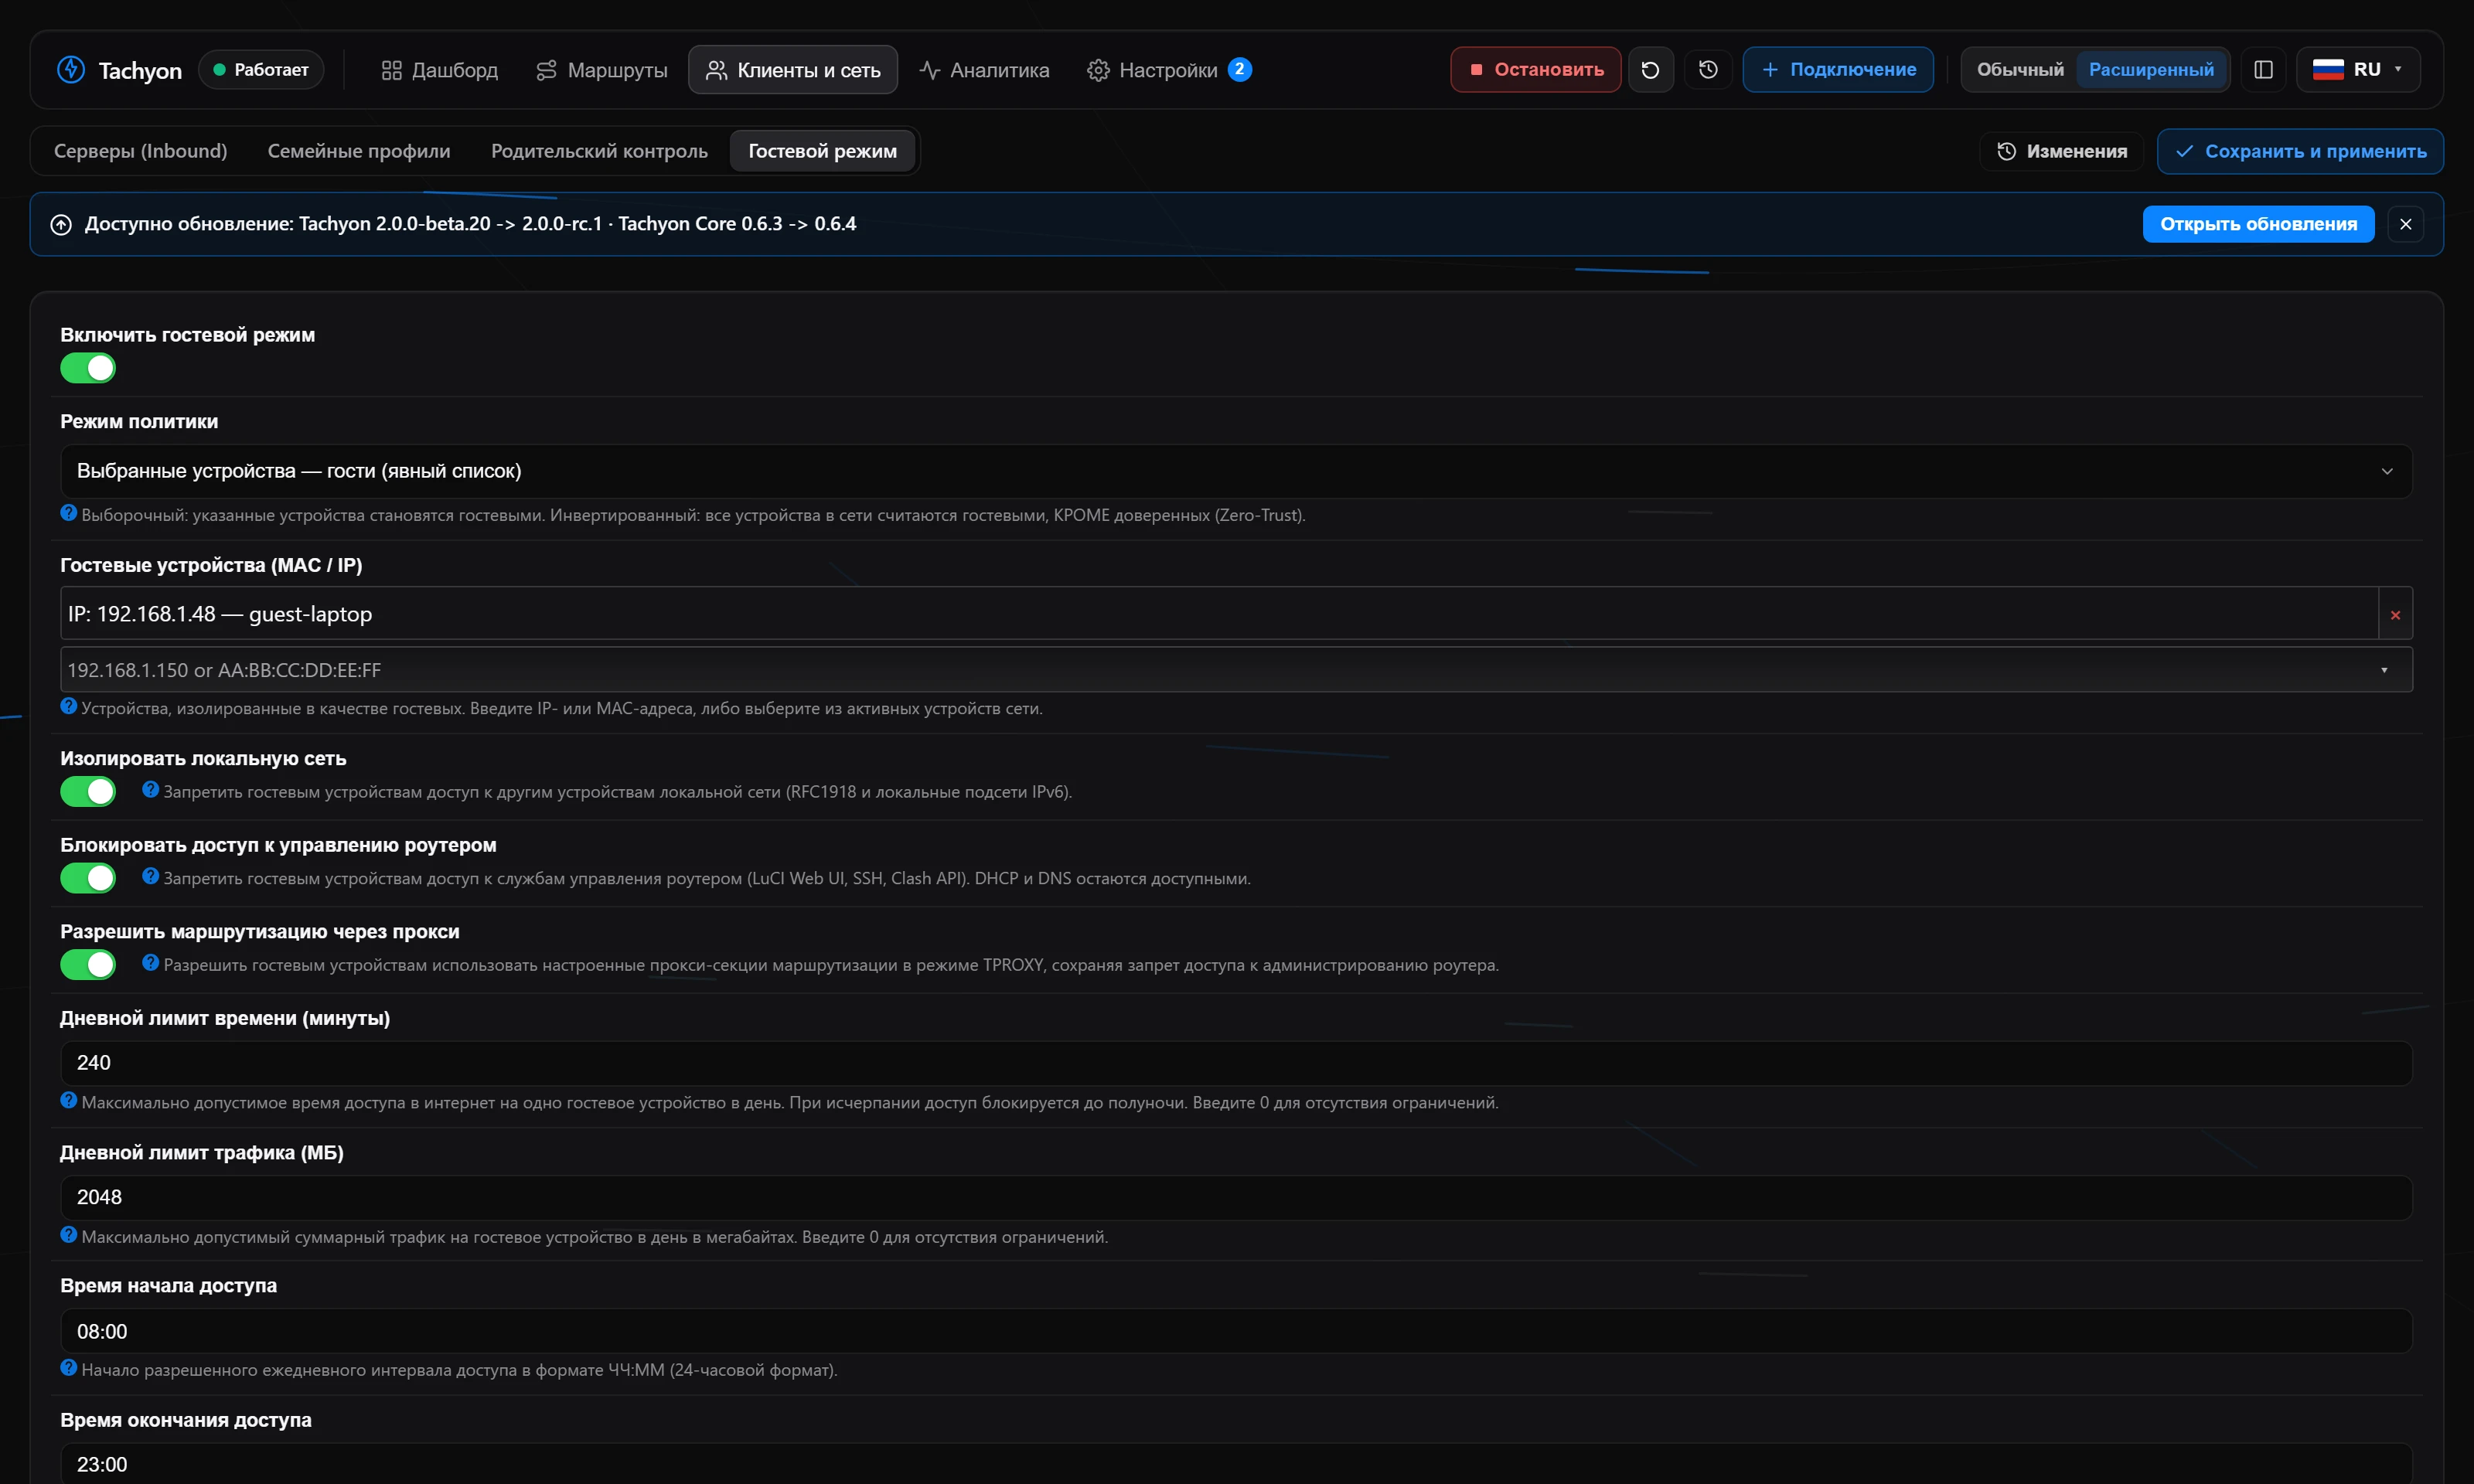 Tachyon Работает Дашборд Маршруты Клиенты и сеть Аналитика Настройки 2 Остановить Подключение Обычный Расширенный RU
Серверы (Inbound) Семейные профили Родительский контроль Гостевой режим Изменения Сохранить и применить
Доступно обновление: Tachyon 2.0.0-beta.20 -> 2.0.0-rc.1 · Tachyon Core 0.6.3 -> 0.6.4 Открыть обновления
Включить гостевой режим
Режим политики
Выбранные устройства — гости (явный список)
Выборочный: указанные устройства становятся гостевыми. Инвертированный: все устройства в сети считаются гостевыми, КРОМЕ доверенных (Zero-Trust).
Гостевые устройства (MAC / IP)
IP: 192.168.1.48 — guest-laptop
192.168.1.150 or AA:BB:CC:DD:EE:FF
Устройства, изолированные в качестве гостевых. Введите IP- или MAC-адреса, либо выберите из активных устройств сети.
Изолировать локальную сеть
Запретить гостевым устройствам доступ к другим устройствам локальной сети (RFC1918 и локальные подсети IPv6).
Блокировать доступ к управлению роутером
Запретить гостевым устройствам доступ к службам управления роутером (LuCI Web UI, SSH, Clash API). DHCP и DNS остаются доступными.
Разрешить маршрутизацию через прокси
Разрешить гостевым устройствам использовать настроенные прокси-секции маршрутизации в режиме TPROXY, сохраняя запрет доступа к администрированию роутера.
Дневной лимит времени (минуты)
240
Максимально допустимое время доступа в интернет на одно гостевое устройство в день. При исчерпании доступ блокируется до полуночи. Введите 0 для отсутствия ограничений.
Дневной лимит трафика (МБ)
2048
Максимально допустимый суммарный трафик на гостевое устройство в день в мегабайтах. Введите 0 для отсутствия ограничений.
Время начала доступа
08:00
Начало разрешенного ежедневного интервала доступа в формате ЧЧ:ММ (24-часовой формат).
Время окончания доступа
23:00